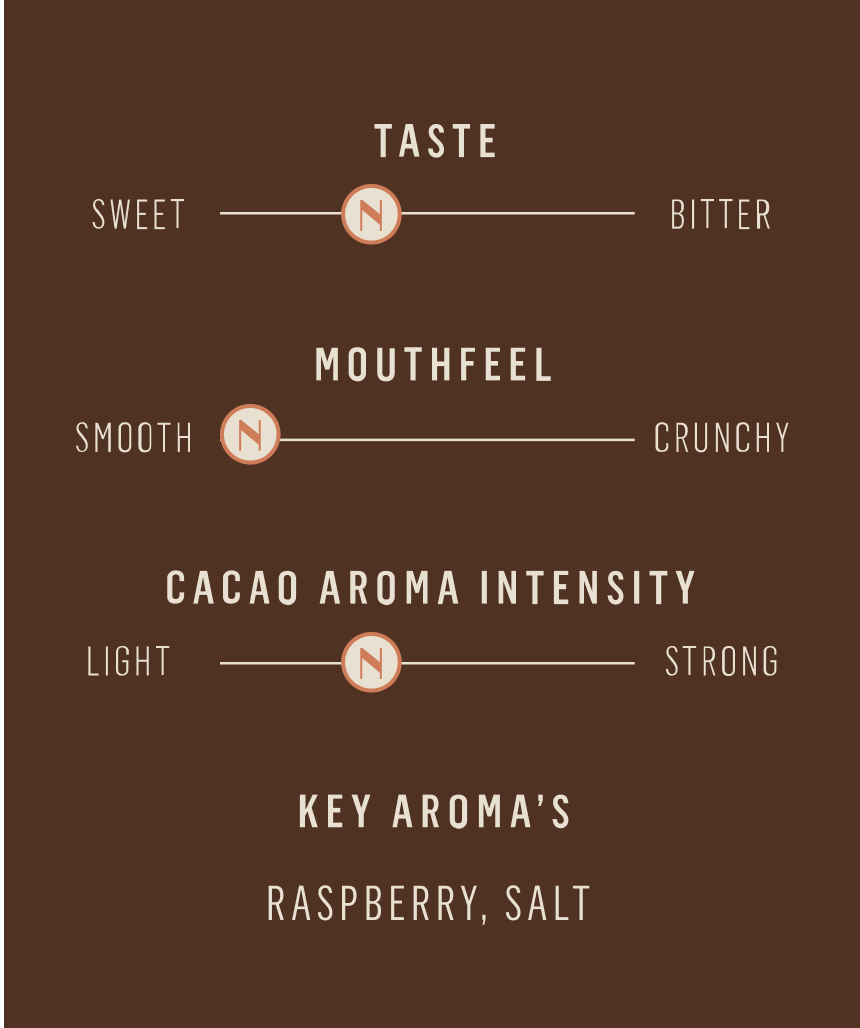 TASTE
SWEET N BITTER
MOUTHFEEL
SMOOTH N CRUNCHY
CACAO AROMA INTENSITY
LIGHT N STRONG
KEY AROMA’S
RASPBERRY, SALT